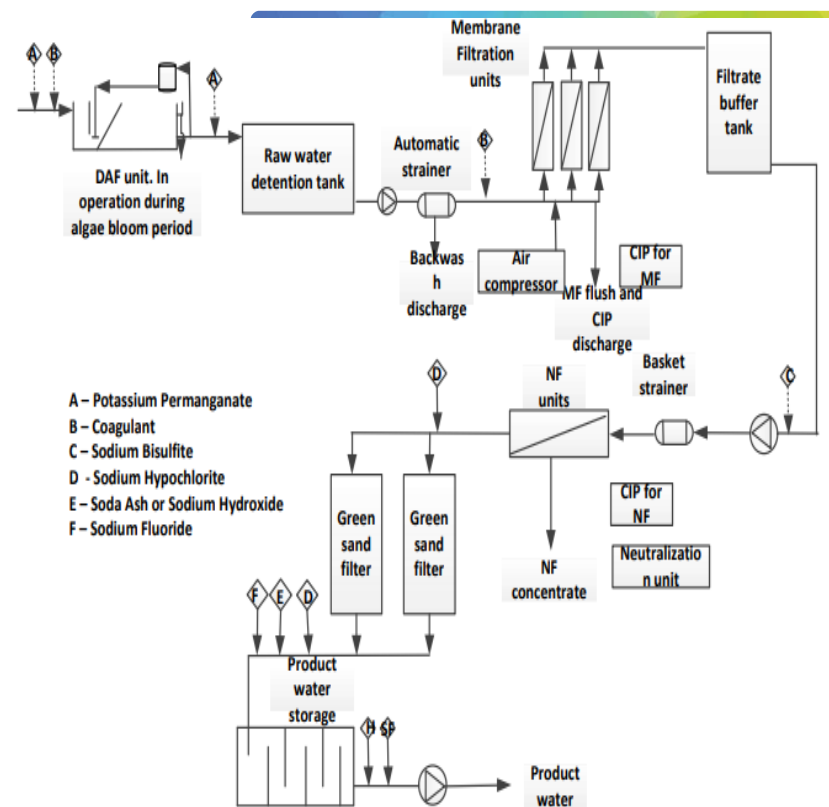 A
B
A
DAF unit. In
operation during
algae bloom period
Raw water
detention tank
Automatic
strainer
Backwas
h
discharge
B
Membrane
Filtration
units
Filtrate
buffer
tank
Air
compressor
CIP for
MF
MF flush and
CIP
discharge
A – Potassium Permanganate
B – Coagulant
C – Sodium Bisulfite
D - Sodium Hypochlorite
E – Soda Ash or Sodium Hydroxide
F – Sodium Fluoride
D
NF
units
Basket
strainer
C
Green
sand
filter
Green
sand
filter
NF
concentrate
CIP for
NF
Neutralizatio
n unit
F
E
D
Product
water
storage
H
SP
Product
water